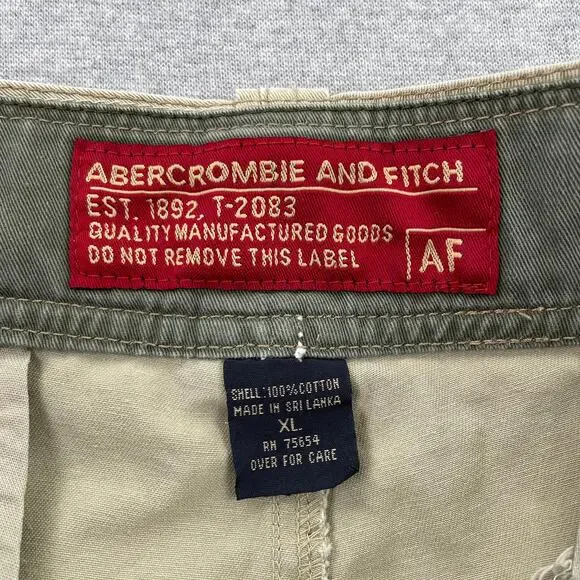 ABERCROMBIE AND FITCH
EST. 1892, T-2083
QUALITY MANUFACTURED GOODS
DO NOT REMOVE THIS LABEL
AF
SHELL:100%COTTON
MADE IN SRI LANKA
XL
RN 75654
OVER FOR CARE